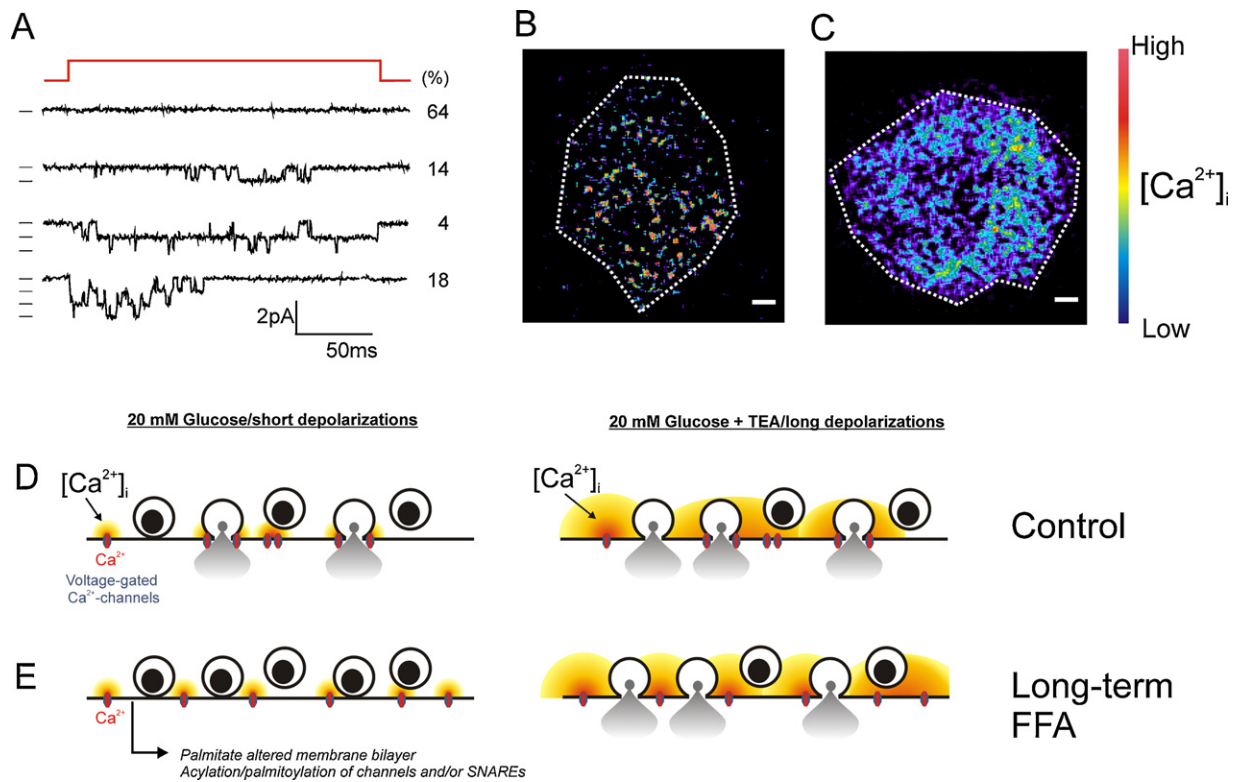 A
(%)
64
14
4
18
2pA
50ms
B
C
High
[Ca²⁺]i
Low
20 mM Glucose/short depolarizations
20 mM Glucose + TEA/long depolarizations
D
[Ca²⁺]i
Ca²⁺
Voltage-gated
Ca²⁺-channels
[Ca²⁺]i
Control
E
Ca²⁺
Palmitate altered membrane bilayer
Acylation/palmitoylation of channels and/or SNAREs
Long-term
FFA